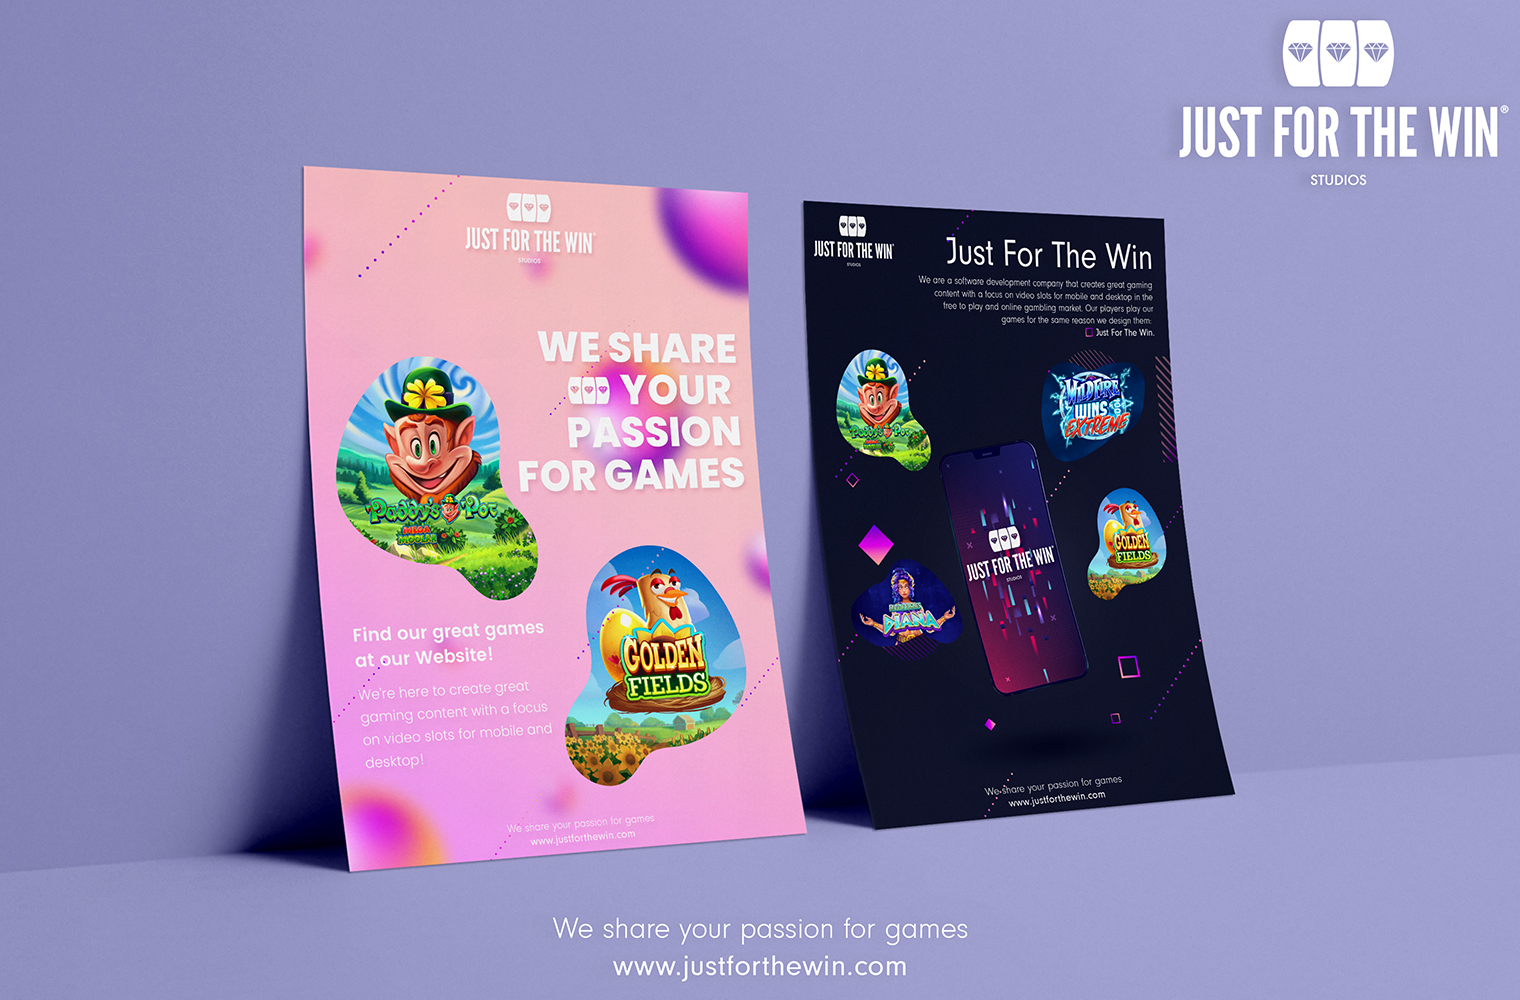 JUST FOR THE WIN®
STUDIOS
JUST FOR THE WIN
STUDIOS
WE SHARE
YOUR
PASSION
FOR GAMES
Paddy's Pot
MEGA
MOOLAH
GOLDEN
FIELDS
Find our great games
at our Website!
We're here to create great
gaming content with a focus
on video slots for mobile and
desktop!
We share your passion for games
www.justforthewin.com
JUST FOR THE WIN
STUDIOS
Just For The Win
We are a software development company that creates great gaming
content with a focus on video slots for mobile and desktop in the
free to play and online gambling market. Our players play our
games for the same reason we design them:
Just For The Win.
Paddy's Pot
WILDFIRE
WINS
EXTREME
GOLDEN
FIELDS
DIANA
JUST FOR THE WIN
STUDIOS
We share your passion for games
www.justforthewin.com
We share your passion for games
www.justforthewin.com